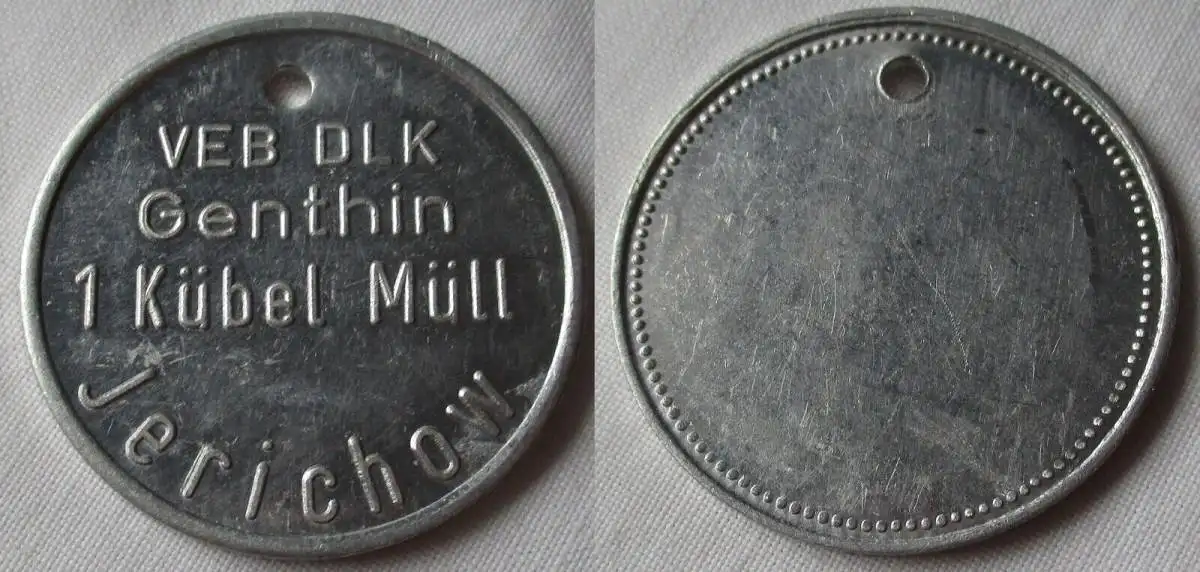 VEB DLK
Genthin
1 Kübel Müll
Jerichow